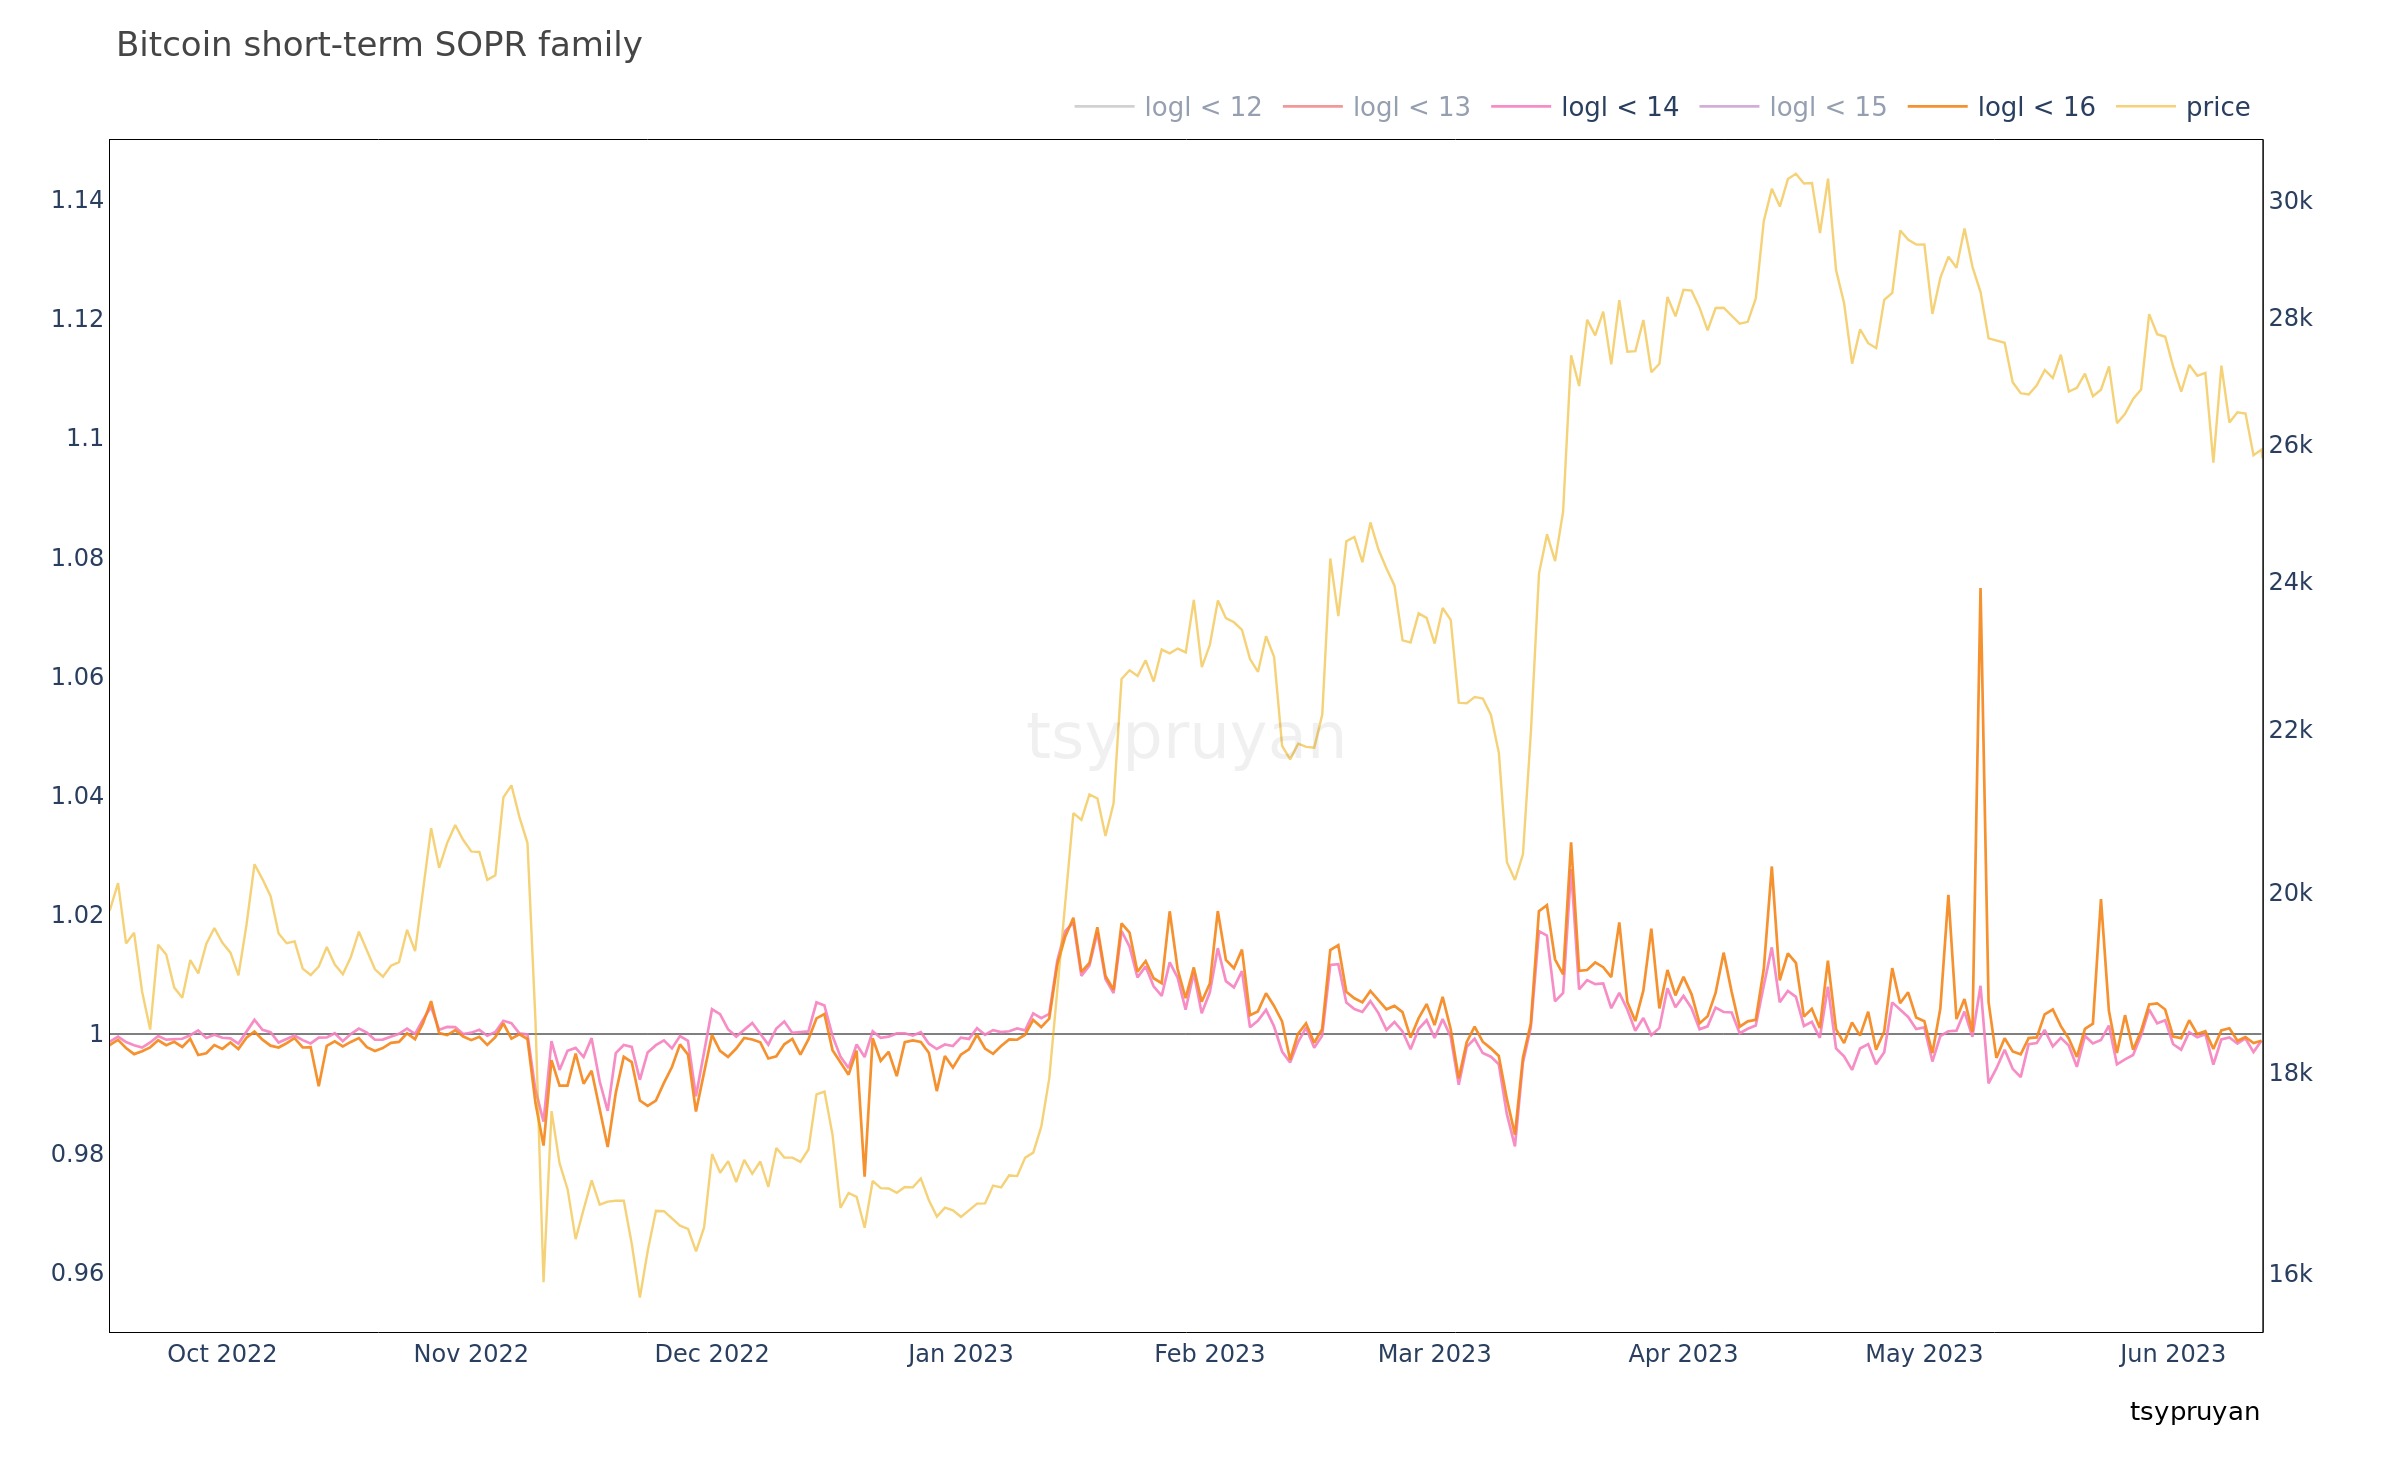 Bitcoin short-term SOPR family
logl < 12 logl < 13 logl < 14 logl < 15 logl < 16 price
1.14 30k
1.12 28k
1.1 26k
1.08 24k
1.06
tsypruyan 22k
1.04
1.02 20k
1 18k
0.98
0.96 16k
Oct 2022 Nov 2022 Dec 2022 Jan 2023 Feb 2023 Mar 2023 Apr 2023 May 2023 Jun 2023
tsypruyan